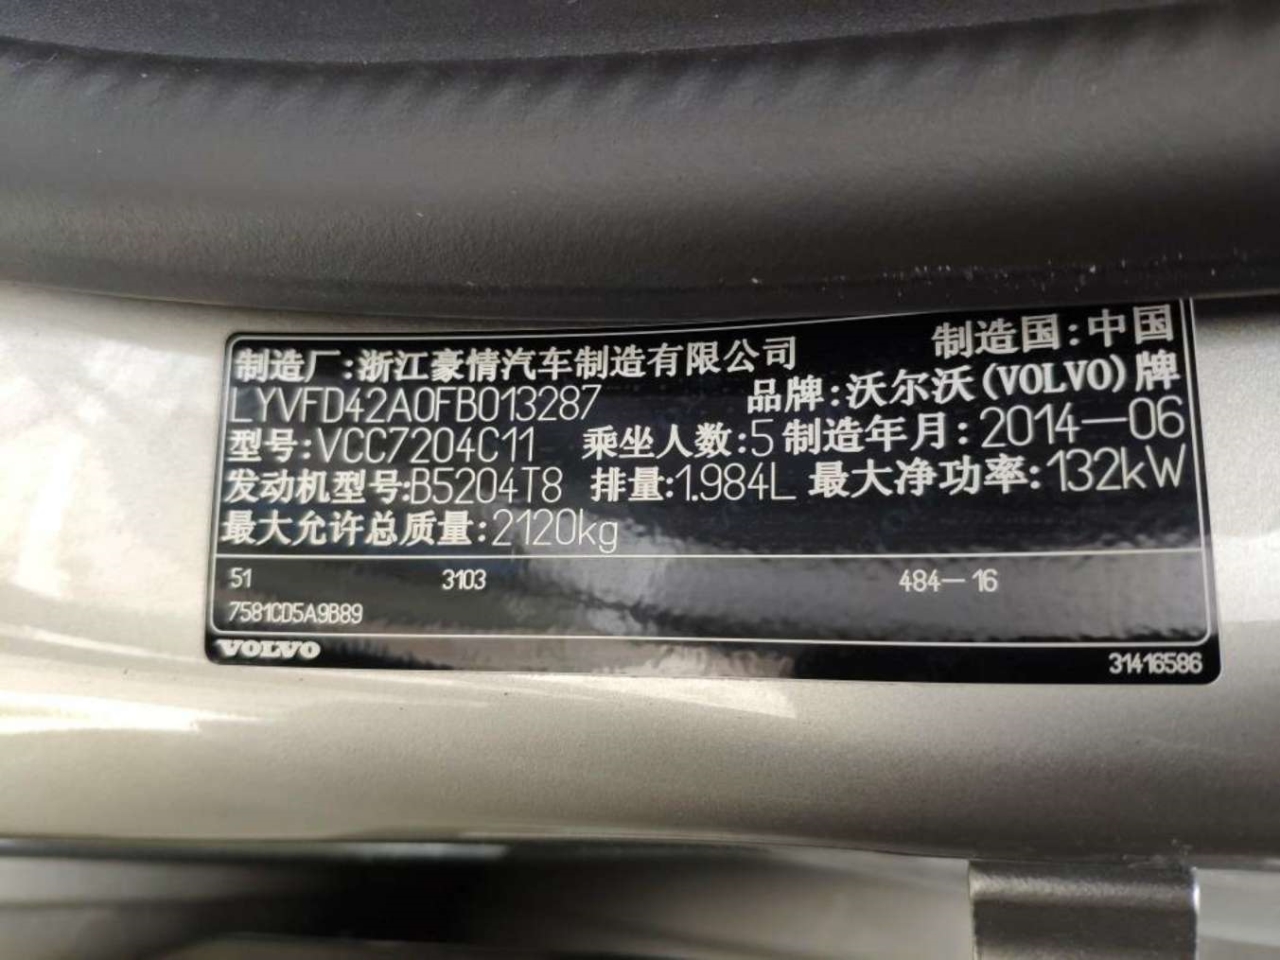 制造厂:浙江豪情汽车制造有限公司 制造国:中国
LYVFD42A0FB013287 品牌:沃尔沃(VOLVO)牌
型号:VCC7204C11 乘坐人数:5 制造年月:2014-06
发动机型号:B5204T8 排量:1.984L 最大净功率:132kW
最大允许总质量:2120kg
51 3103 484-16
7581CD5A9B89
VOLVO 31416586